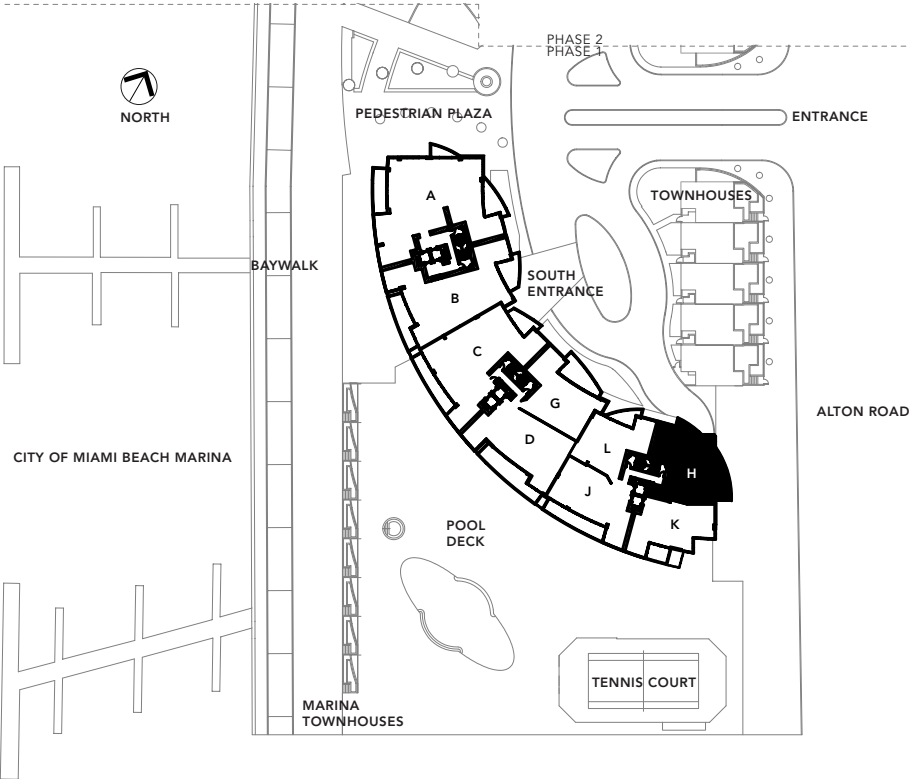 PHASE 2
PHASE 1
NORTH
PEDESTRIAN PLAZA
ENTRANCE
A
TOWNHOUSES
BAYWALK
SOUTH
ENTRANCE
B
C
G
ALTON ROAD
D
L
CITY OF MIAMI BEACH MARINA
H
J
POOL
DECK
K
TENNIS COURT
MARINA
TOWNHOUSES